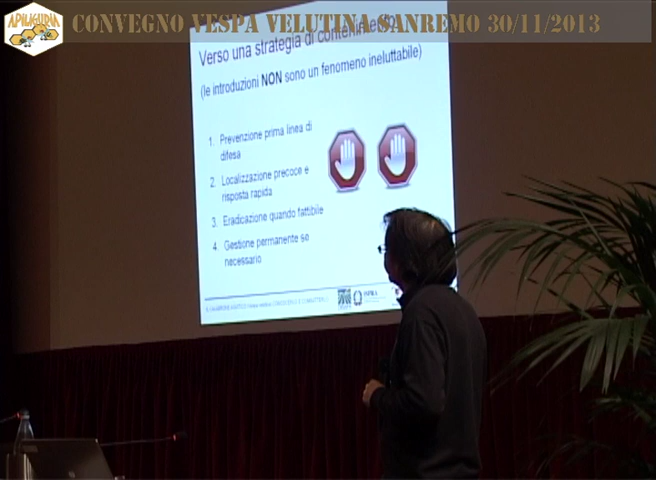 APILIGURIA
CONVEGNO VESPA VELUTINA SANREMO 30/11/2013
Verso una strategia di contenimento
(le introduzioni NON sono un fenomeno ineluttabile)
1. Prevenzione prima linea di
difesa
2. Localizzazione precoce e
risposta rapida
3. Eradicazione quando fattibile
4. Gestione permanente se
necessario
ISPRA